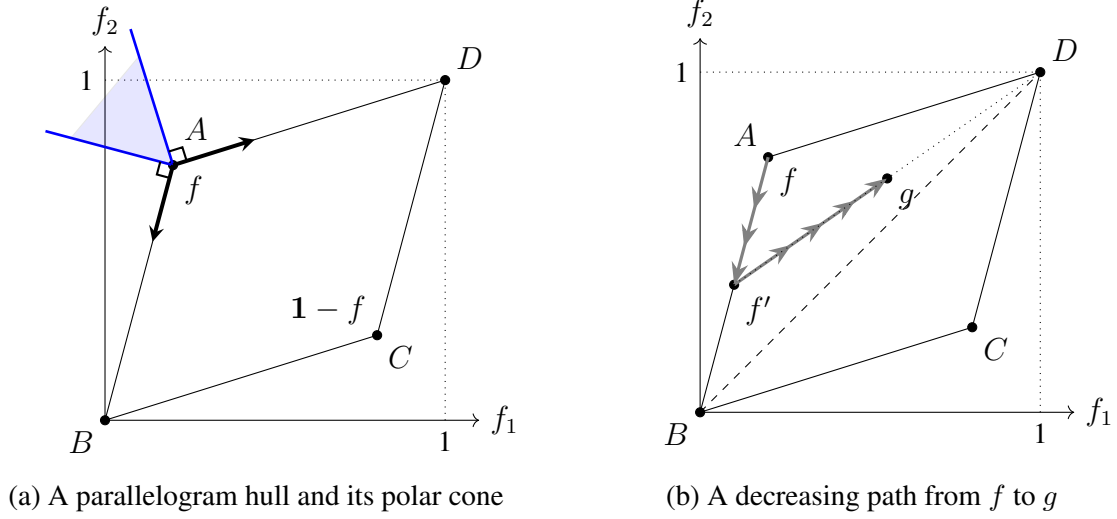 f₂
D
1
A
f
𝟏 − f
C
B
1
f₁
(a) A parallelogram hull and its polar cone
f₂
D
1
A
f
g
f′
C
B
1
f₁
(b) A decreasing path from f to g